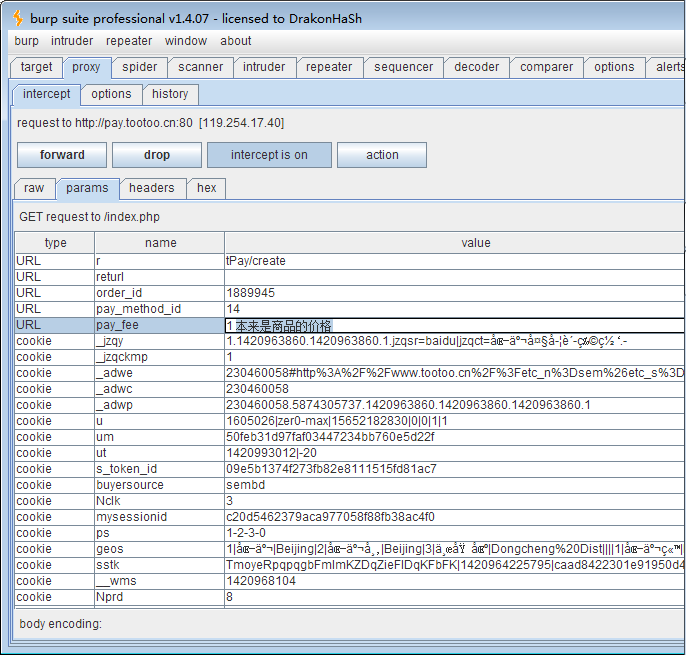 burp suite professional v1.4.07 - licensed to DrakonHaSh
burp intruder repeater window about
target proxy spider scanner intruder repeater sequencer decoder comparer options alerts
intercept options history
request to http://pay.tootoo.cn:80 [119.254.17.40]
forward drop intercept is on action
raw params headers hex
GET request to /index.php
type name value
URL r tPay/create
URL returl
URL order_id 1889945
URL pay_method_id 14
URL pay_fee 1 本来是商品的价格
cookie _jzqy 1.1420963860.1420963860.1.jzqsr=baidu|jzqct=
cookie _jzqckmp 1
cookie _adwe 230460058#http%3A%2F%2Fwww.tootoo.cn%2F%3Fetc_n%3Dsem%26etc_s%3D
cookie _adwc 230460058
cookie _adwp 230460058.5874305737.1420963860.1420963860.1420963860.1
cookie u 1605026|zer0-max|15652182830|0|0|1|1
cookie um 50feb31d97faf03447234bb760e5d22f
cookie ut 1420993012|-20
cookie s_token_id 09e5b1374f273fb82e8111515fd81ac7
cookie buyersource sembd
cookie Nclk 3
cookie mysessionid c20d5462379aca977058f88fb38ac4f0
cookie ps 1-2-3-0
cookie geos |Beijing|2| |Beijing|3| |Dongcheng%20Dist||||1|
cookie sstk |1420964225795|caad8422301e91950d4
cookie __wms 1420968104
cookie Nprd 8
body encoding: